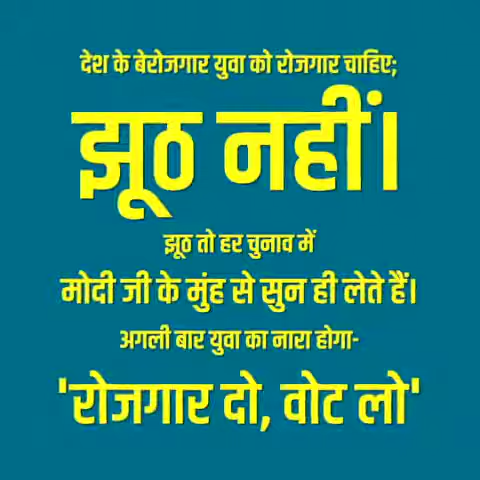 देश के बेरोजगार युवा को रोजगार चाहिए;
झूठ नहीं।
झूठ तो हर चुनाव में
मोदी जी के मुंह से सुन ही लेते हैं।
अगली बार युवा का नारा होगा-
'रोजगार दो, वोट लो'